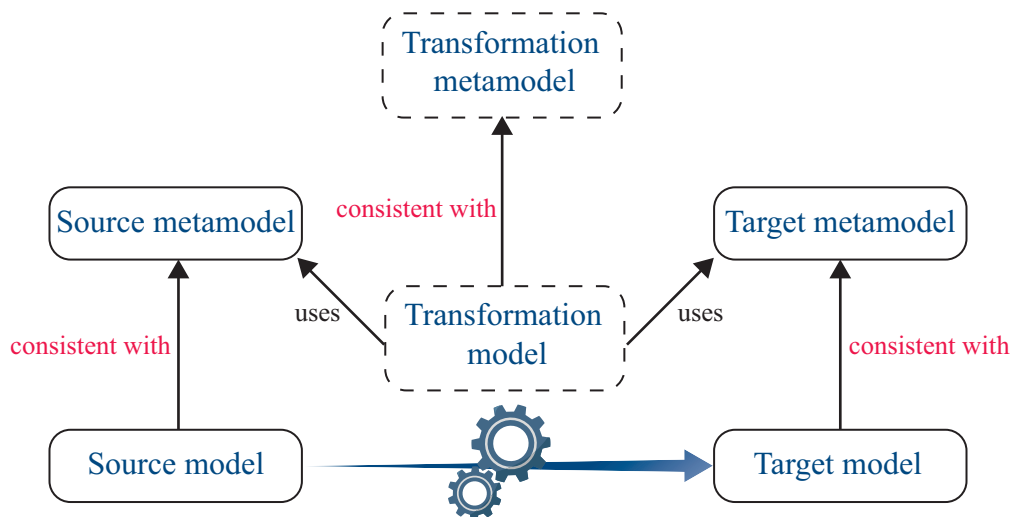 Transformation
metamodel
consistent with
Source metamodel
Target metamodel
uses
Transformation
model
uses
consistent with
consistent with
Source model
Target model